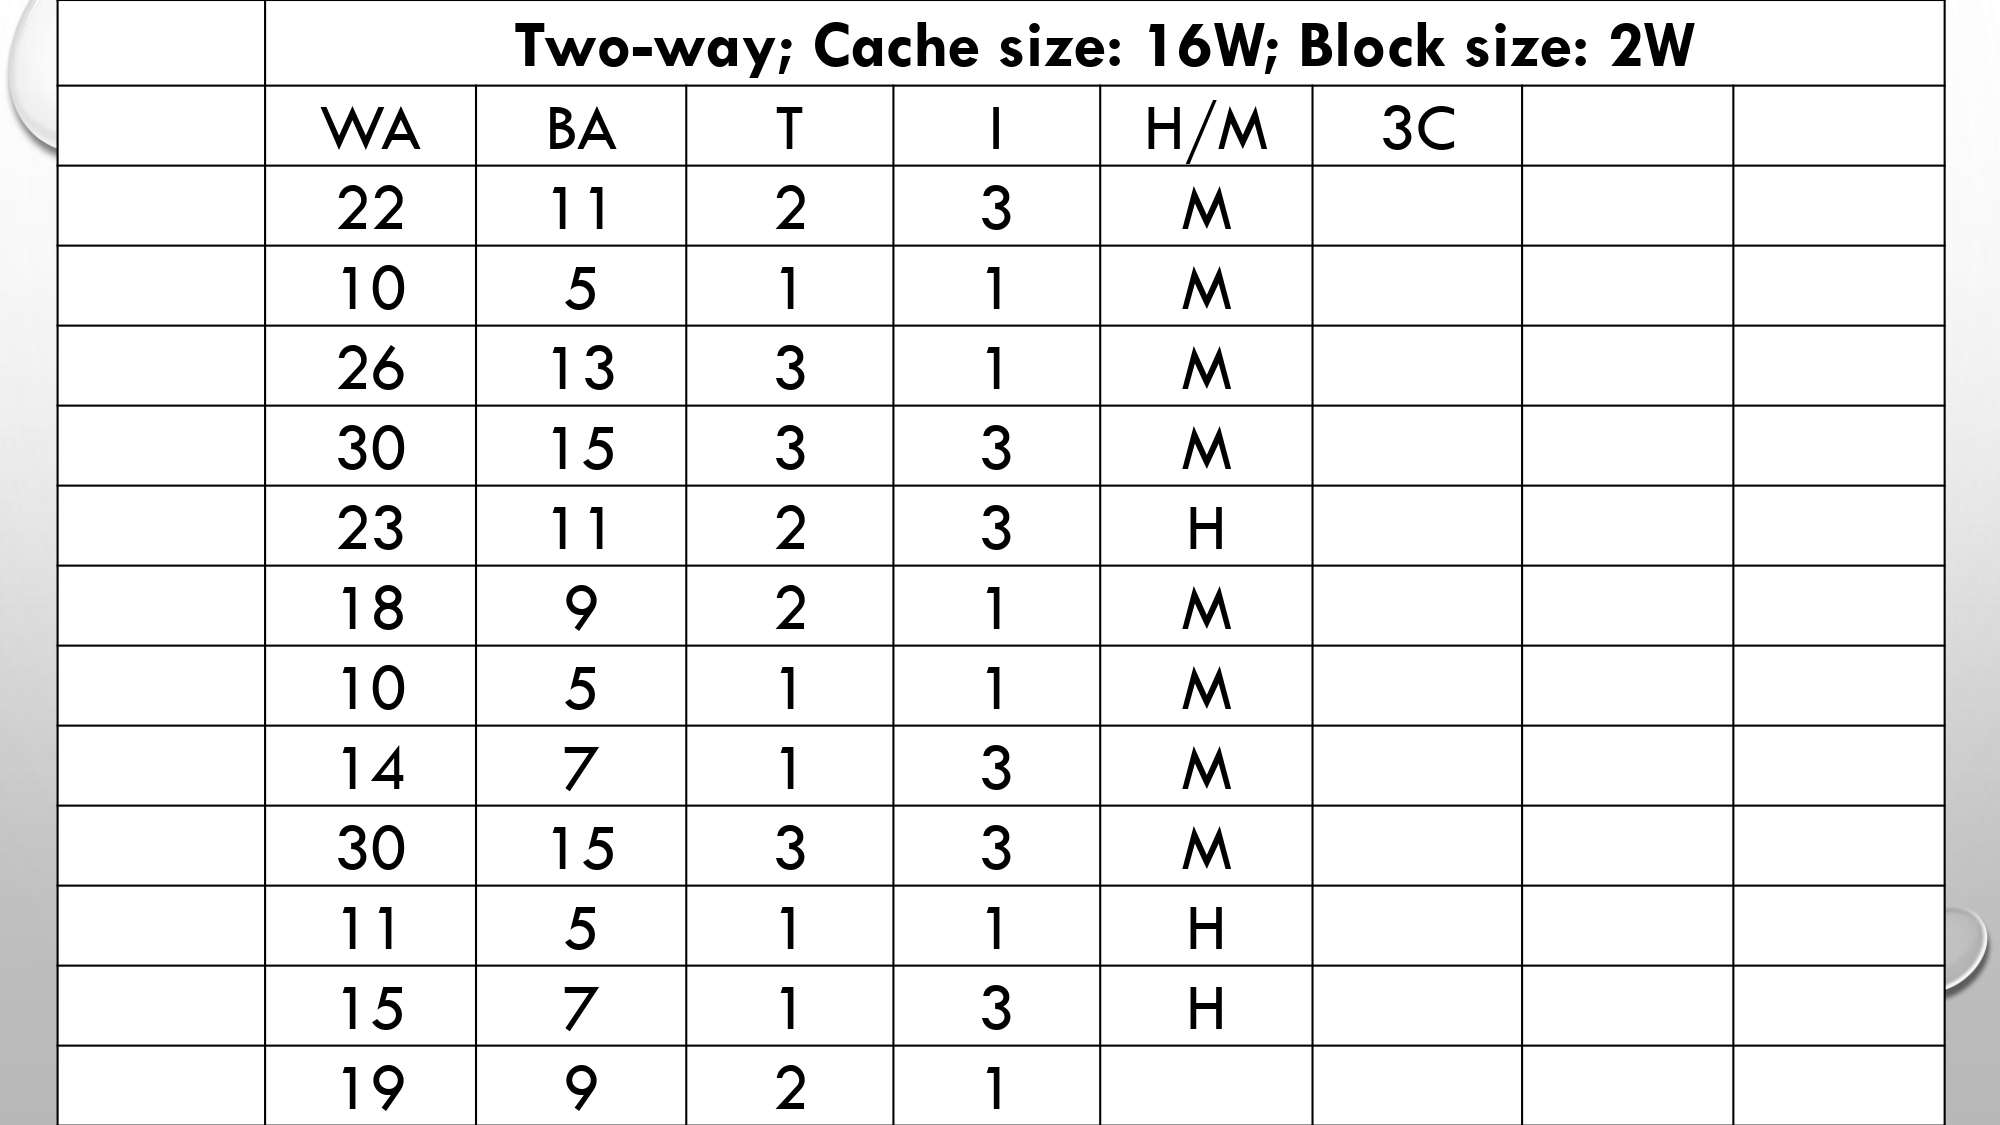 Two-way; Cache size: 16W; Block size: 2W
WA BA T I H/M 3C
22 11 2 3 M
10 5 1 1 M
26 13 3 1 M
30 15 3 3 M
23 11 2 3 H
18 9 2 1 M
10 5 1 1 M
14 7 1 3 M
30 15 3 3 M
11 5 1 1 H
15 7 1 3 H
19 9 2 1